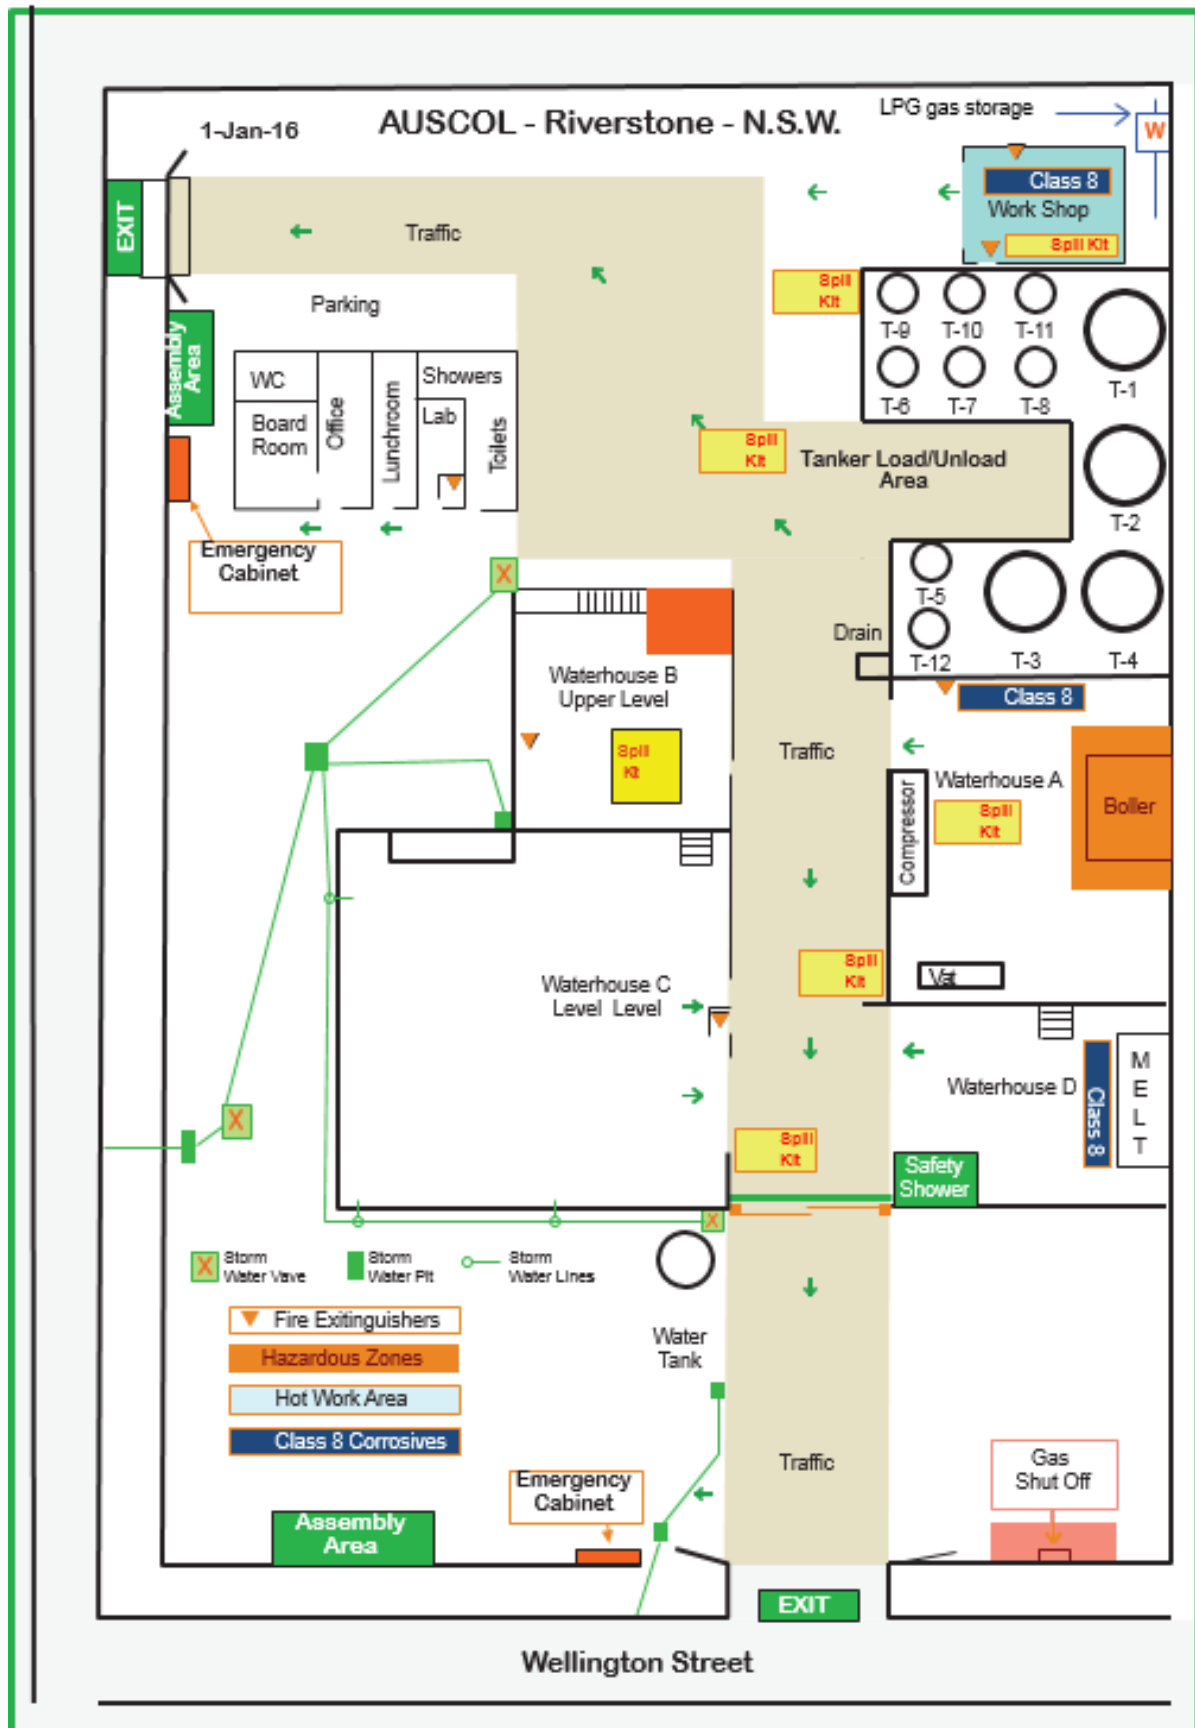 AUSCOL - Riverstone - N.S.W.
1-Jan-16
LPG gas storage
W
Class 8
Work Shop
Spill Kit
EXIT
Traffic
Parking
Spill
Kit
T-9
T-10
T-11
T-1
T-6
T-7
T-8
Assembly
Area
WC
Board
Room
Office
Lunchroom
Showers
Lab
Toilets
Spill
Kit
Tanker Load/Unload
Area
T-2
Emergency
Cabinet
X
T-5
T-12
T-3
T-4
Drain
Waterhouse B
Upper Level
Spill
Kt
Traffic
Class 8
Waterhouse A
Compressor
Spill
Kit
Boller
Vat
Spill
Kit
Waterhouse C
Level Level
Waterhouse D
Class 8
M
E
L
T
X
Spill
Kit
Safety
Shower
X
X
Storm
Water Vave
Storm
Water Pit
Storm
Water Lines
Fire Exitinguishers
Hazardous Zones
Hot Work Area
Class 8 Corrosives
Water
Tank
Traffic
Gas
Shut Off
Emergency
Cabinet
Assembly
Area
EXIT
Wellington Street